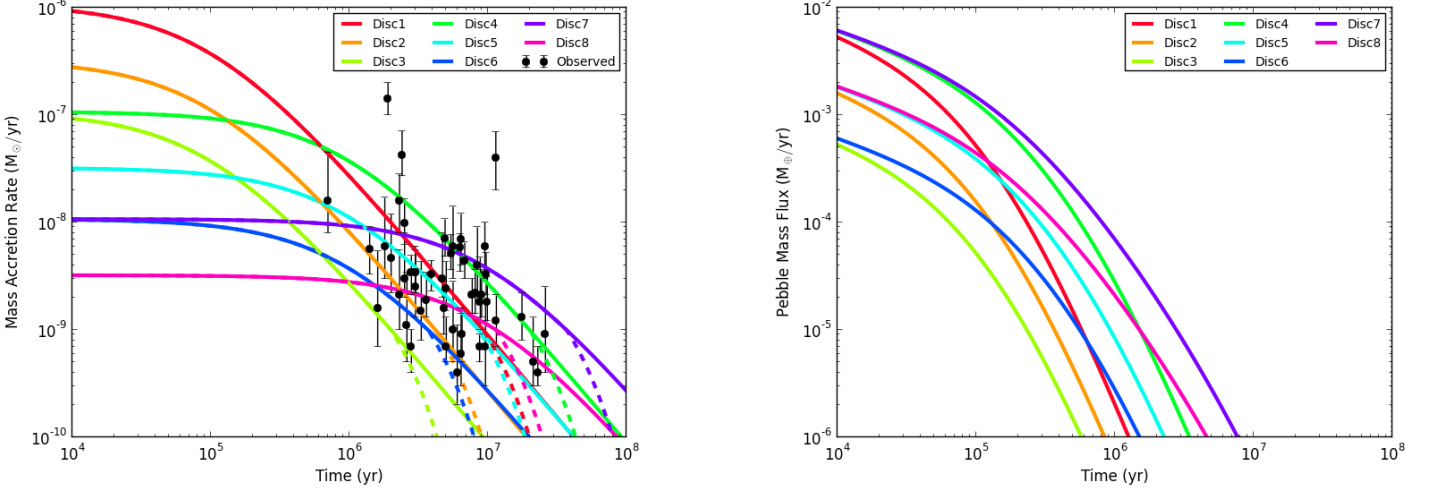 10⁻⁶
10⁻⁷
10⁻⁸
10⁻⁹
10⁻¹⁰
Mass Accretion Rate (M☉/yr)
Disc1 Disc4 Disc7
Disc2 Disc5 Disc8
Disc3 Disc6 Observed
10⁴ 10⁵ 10⁶ 10⁷ 10⁸
Time (yr)
10⁻²
10⁻³
10⁻⁴
10⁻⁵
10⁻⁶
Pebble Mass Flux (M⊕/yr)
Disc1 Disc4 Disc7
Disc2 Disc5 Disc8
Disc3 Disc6
10⁴ 10⁵ 10⁶ 10⁷ 10⁸
Time (yr)